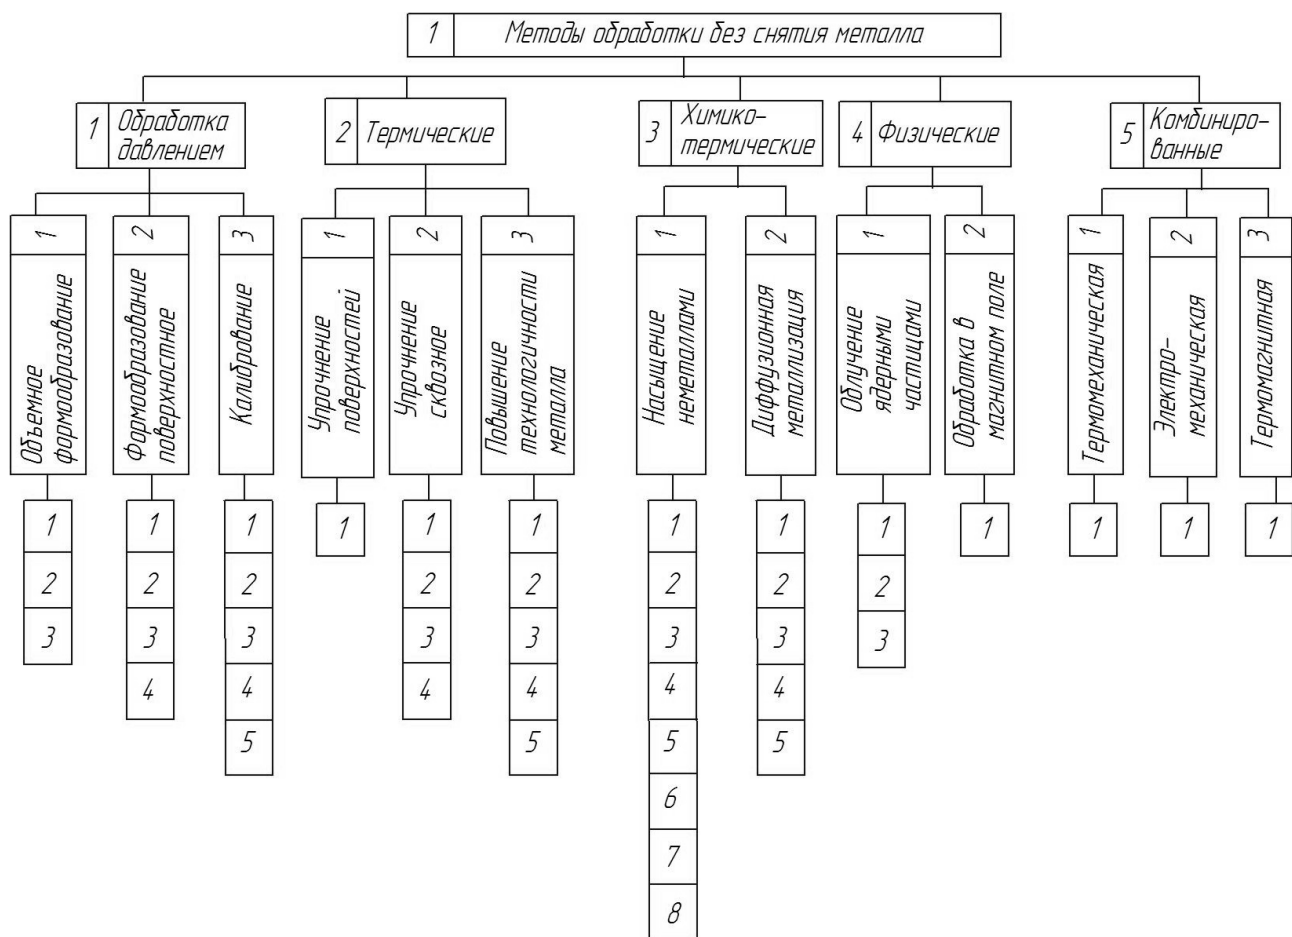 1 Методы обработки без снятия металла
1 Обработка
давлением
2 Термические
3 Химико-
термические
4 Физические
5 Комбиниро-
ванные
1
Объемное
формообразование
2
Формообразование
поверхностное
3
Калибрование
1
Упрочнение
поверхностей
2
Упрочнение
сквозное
3
Повышение
технологичности
металла
1
Насыщение
неметаллами
2
Диффузионная
металлизация
1
Облучение
ядерными
частицами
2
Обработка в
магнитном поле
1
Термомеханическая
2
Электро-
механическая
3
Термомагнитная
1
2
3
1
2
3
4
1
2
3
4
5
1
1
2
3
4
1
2
3
4
5
1
2
3
4
5
6
7
8
1
2
3
4
5
1
2
3
1
1
1
1